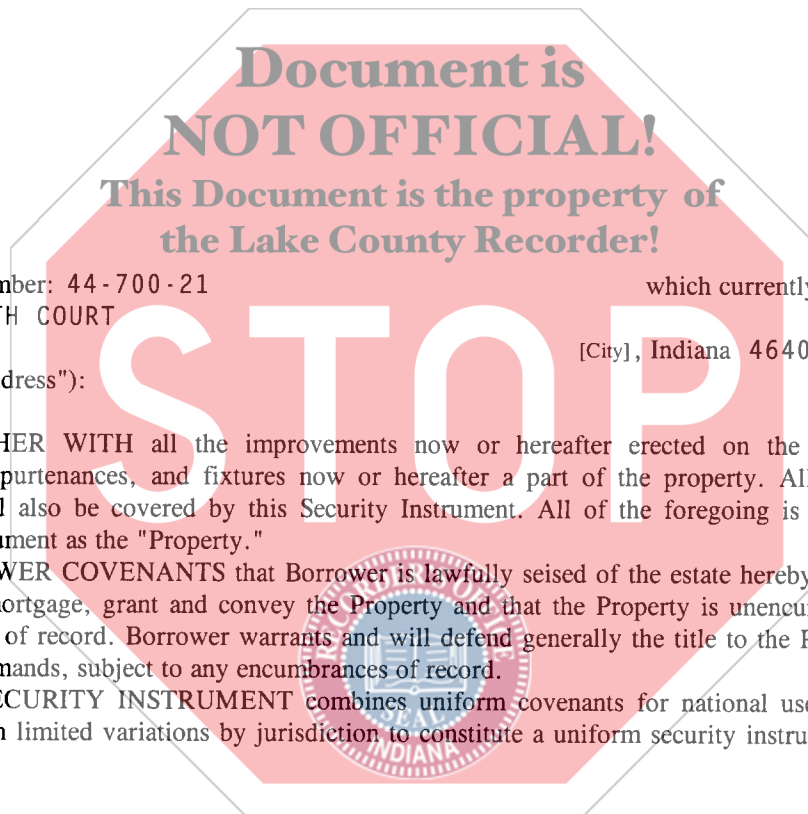 Document is
NOT OFFICIAL!
This Document is the property of
the Lake County Recorder!
mber: 44-700-21 which currently
TH COURT
[City], Indiana 4640
dress"):
STOP
HER WITH all the improvements now or hereafter erected on the
purtenances, and fixtures now or hereafter a part of the property. All
l also be covered by this Security Instrument. All of the foregoing is
ument as the "Property."
WER COVENANTS that Borrower is lawfully seised of the estate hereby
ortgage, grant and convey the Property and that the Property is unencu
of record. Borrower warrants and will defend generally the title to the P
mands, subject to any encumbrances of record.
ECURITY INSTRUMENT combines uniform covenants for national use
n limited variations by jurisdiction to constitute a uniform security instru
SEAL
INDIANA